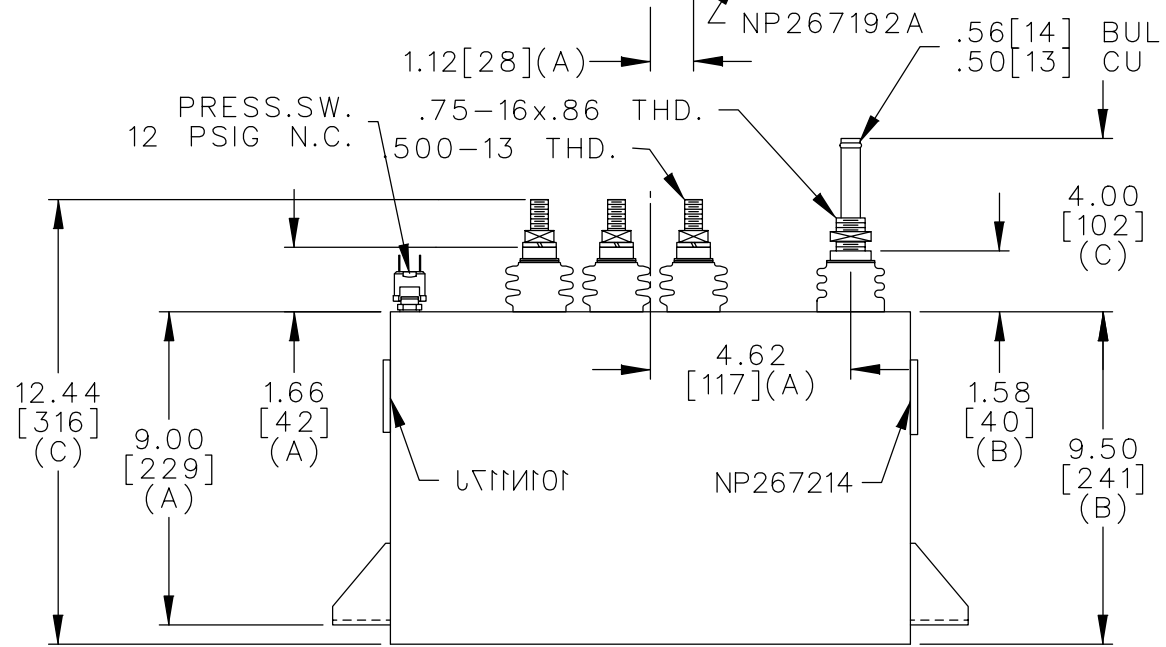 NP267192A
.56[14] BUL
.50[13] CU
1.12[28](A)
PRESS.SW.
12 PSIG N.C.
.75-16x.86 THD.
.500-13 THD.
4.00
[102]
(C)
4.62
[117](A)
12.44
[316]
(C)
9.00
[229]
(A)
1.66
[42]
(A)
1.58
[40]
(B)
9.50
[241]
(B)
101N117J
NP267214